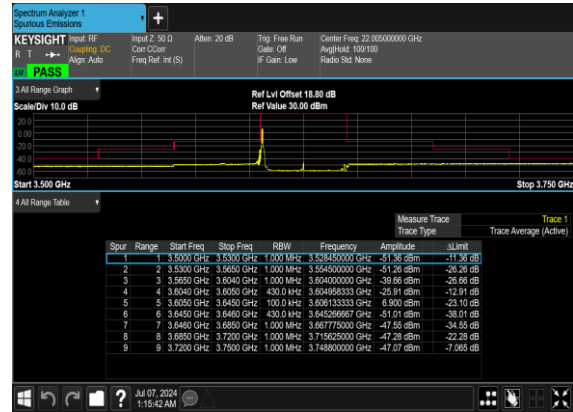 Spectrum Analyzer 1
Spurious Emissions
KEYSIGHT Input: RF Input Z: 50 Ω Atten: 20 dB Trig: Free Run Center Freq: 22.005000000 GHz
R T Coupling: DC Corr CCorr Gate: Off Avg|Hold: 100/100
Align: Auto Freq Ref: Int (S) IF Gain: Low Radio Std: None
PASS
3 All Range Graph Ref Lvl Offset 18.80 dB
Scale/Div 10.0 dB Ref Value 30.00 dBm
20.0
0.00
-20.0
-40.0
-60.0
Start 3.500 GHz Stop 3.750 GHz
4 All Range Table
Measure Trace Trace 1
Trace Type Trace Average (Active)
Spur Range Start Freq Stop Freq RBW Frequency Amplitude ΔLimit
1 1 3.5000 GHz 3.5300 GHz 1.000 MHz 3.528450000 GHz -51.36 dBm -11.36 dB
2 2 3.5300 GHz 3.5650 GHz 1.000 MHz 3.554500000 GHz -51.26 dBm -26.26 dB
3 3 3.5650 GHz 3.6040 GHz 1.000 MHz 3.604000000 GHz -39.66 dBm -26.66 dB
4 4 3.6040 GHz 3.6050 GHz 430.0 kHz 3.604958333 GHz -25.91 dBm -12.91 dB
5 5 3.6050 GHz 3.6450 GHz 100.0 kHz 3.606133333 GHz 6.900 dBm -23.10 dB
6 6 3.6450 GHz 3.6460 GHz 430.0 kHz 3.645266667 GHz -51.01 dBm -38.01 dB
7 7 3.6460 GHz 3.6850 GHz 1.000 MHz 3.667775000 GHz -47.55 dBm -34.55 dB
8 8 3.6850 GHz 3.7200 GHz 1.000 MHz 3.715625000 GHz -47.28 dBm -22.28 dB
9 9 3.7200 GHz 3.7500 GHz 1.000 MHz 3.748800000 GHz -47.07 dBm -7.065 dB
? Jul 07, 2024
1:15:42 AM